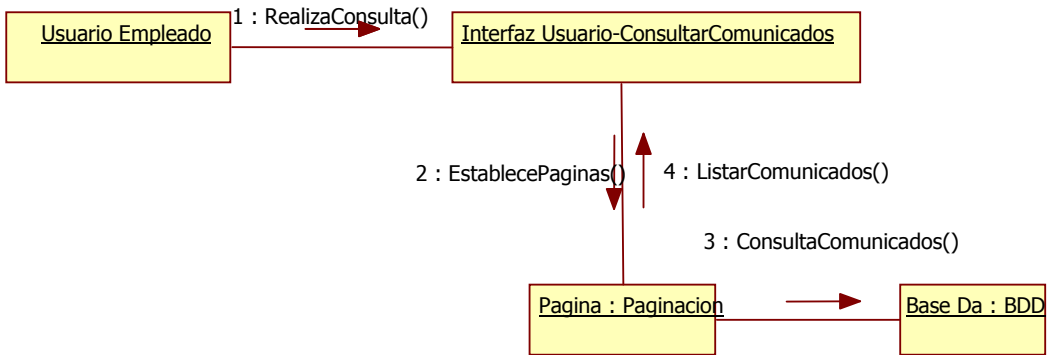 1 : RealizaConsulta()
Usuario Empleado
Interfaz Usuario-ConsultarComunicados
2 : EstablecePaginas()
4 : ListarComunicados()
3 : ConsultaComunicados()
Pagina : Paginacion
Base Da : BDD